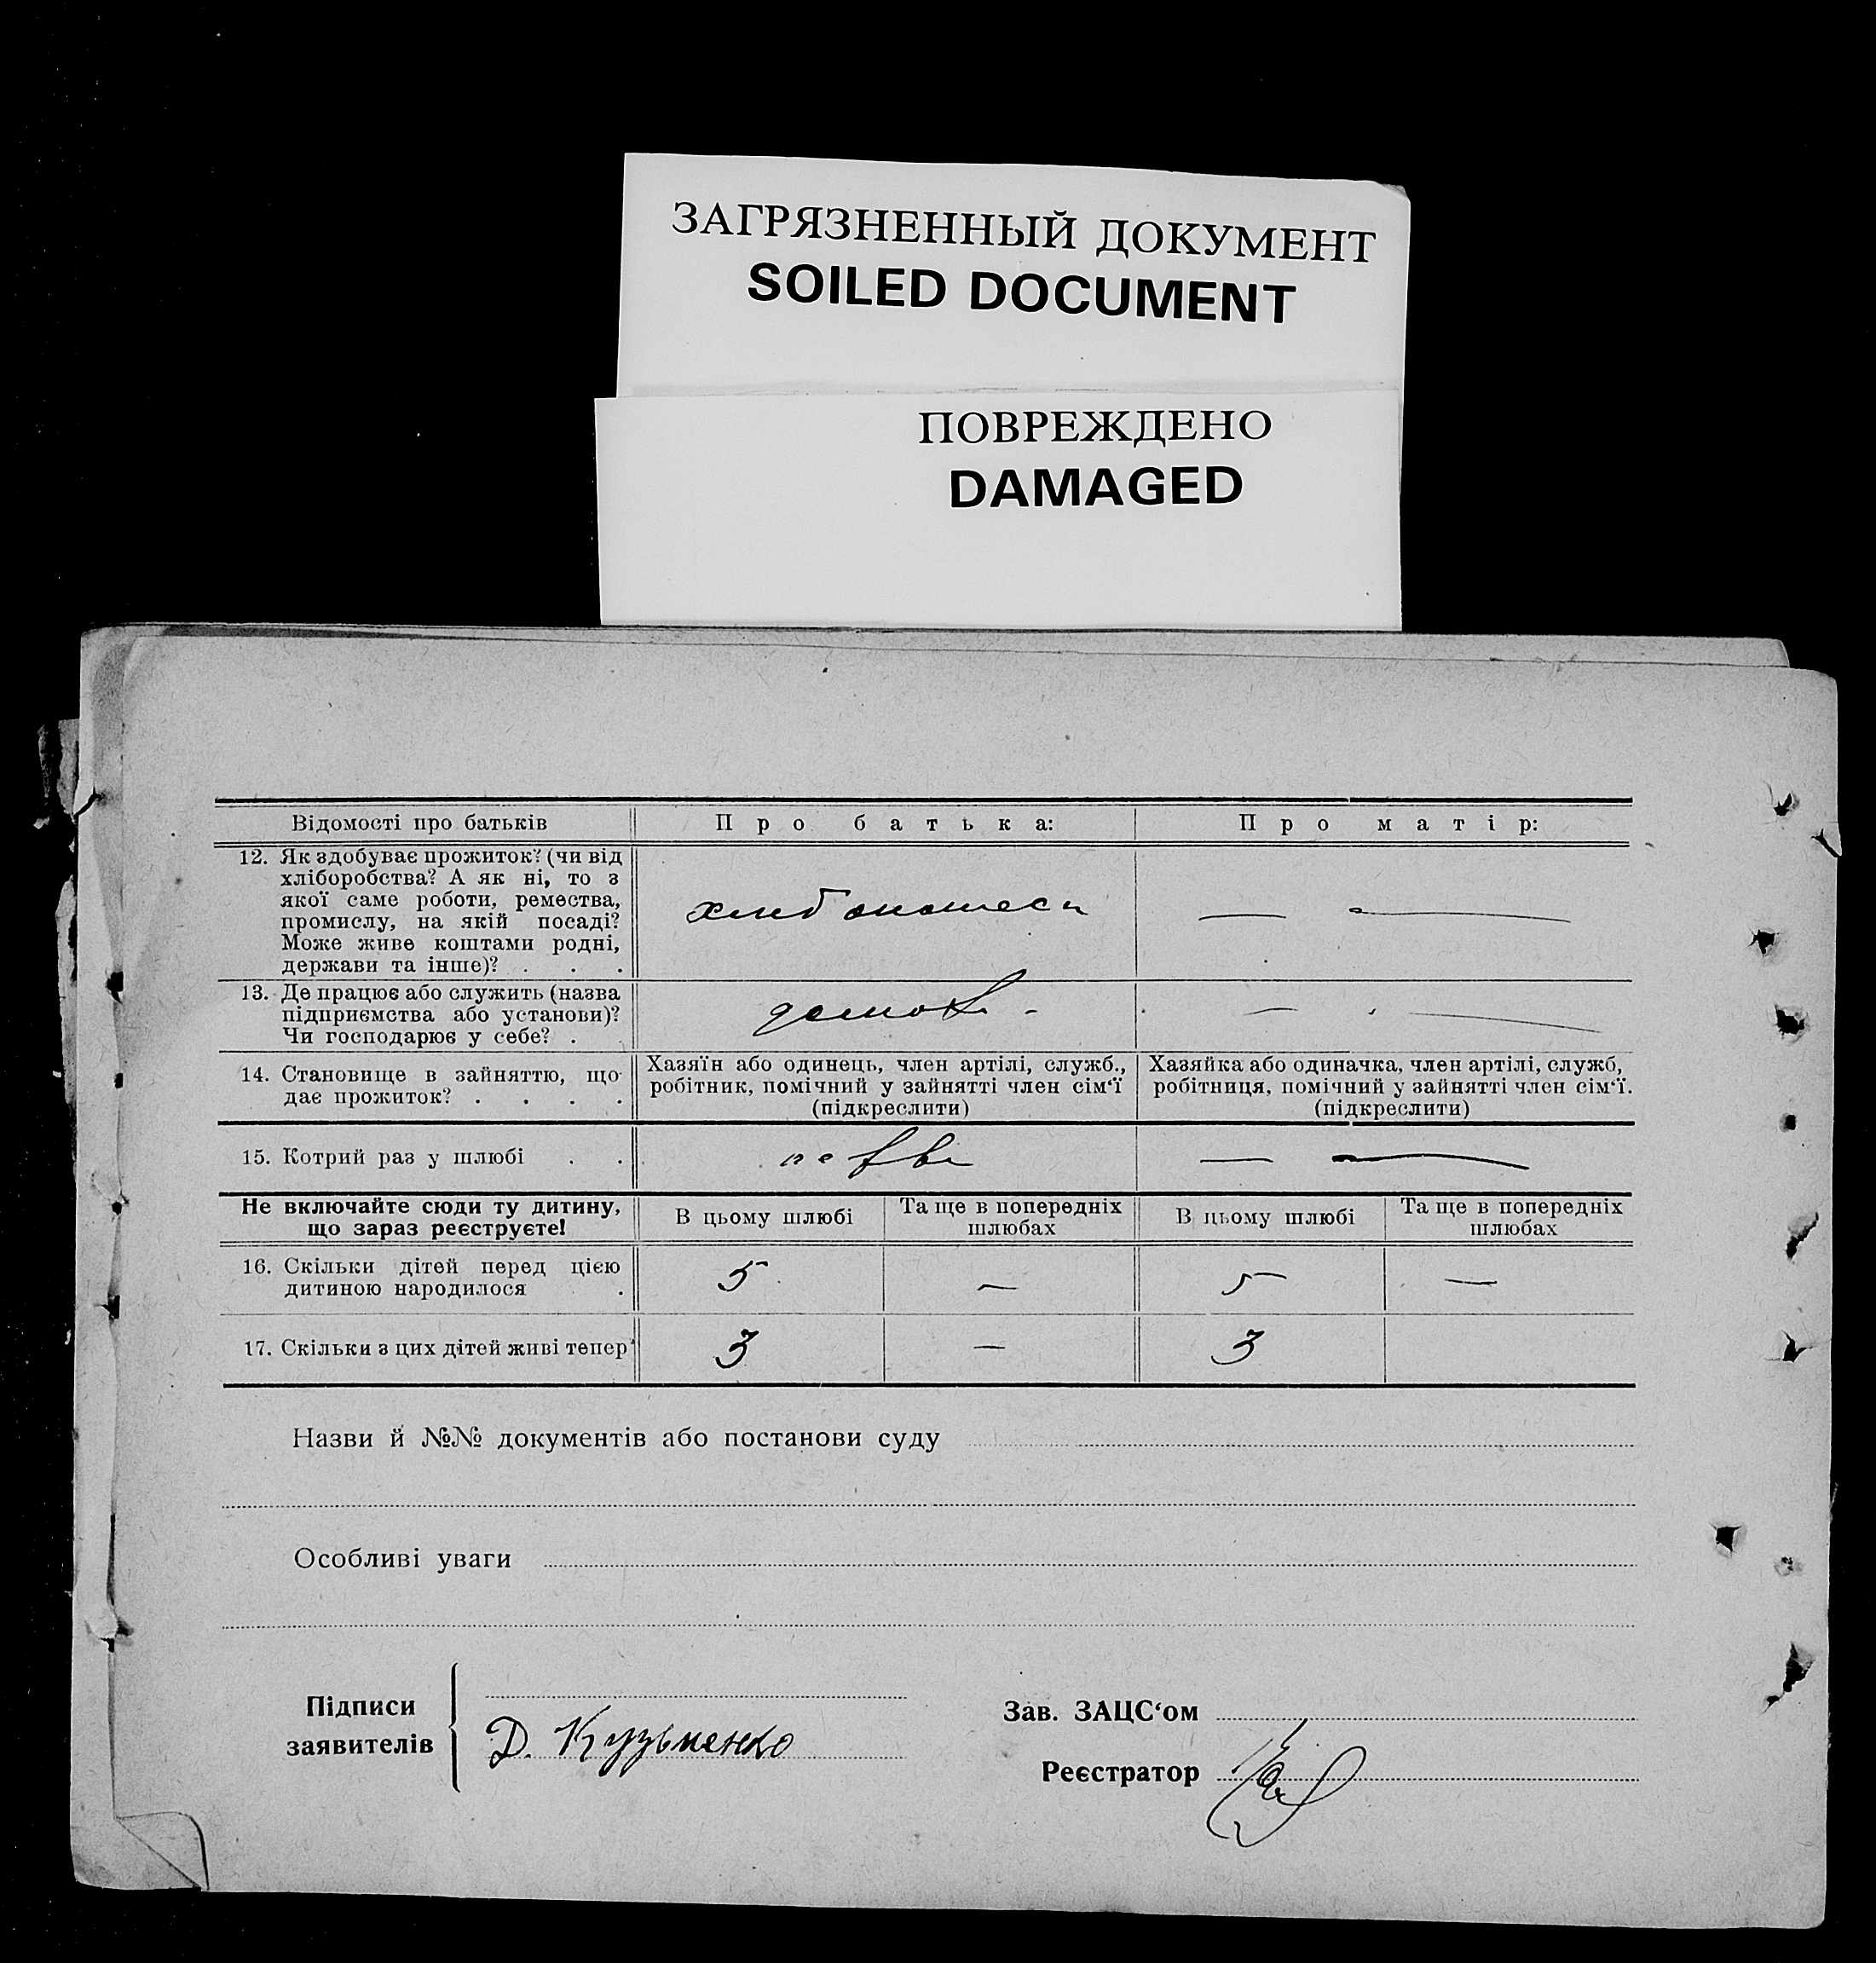 ЗАГРЯЗНЕННЫЙ ДОКУМЕНТ
SOILED DOCUMENT
ПОВРЕЖДЕНО
DAMAGED
Відомості про батьків
Про батька:
Про матір:
12. Як здобуває прожиток? (чи від
хліборобства? А як ні, то з
якої саме роботи, ремества,
промислу, на якій посаді?
Може живе коштами родні,
держави та інше)? . . .
— —
13. Де працює або служить (назва
підприємства або установи)?
Чи господарює у себе? .
— —
14. Становище в зайняттю, що
дає прожиток? . . . .
Хазяїн або одинець, член артілі, служб.,
робітник, помічний у зайнятті член сім‘ї
(підкреслити)
Хазяйка або одиначка, член артілі, служб,
робітниця, помічний у зайнятті член сім‘ї.
(підкреслити)
15. Котрий раз у шлюбі . .
— —
Не включайте сюди ту дитину,
що зараз реєструєте!
В цьому шлюбі
Та ще в попередніх
шлюбах
В цьому шлюбі
Та ще в попередніх
шлюбах
16. Скільки дітей перед цією
дитиною народилося .
5 — 5 —
17. Скільки з цих дітей живі тепер
3 — 3
Назви й №№ документів або постанови суду
Особливі уваги
Підписи
заявителів
Д. Кузьменко
Зав. ЗАЦС‘ом
Реєстратор